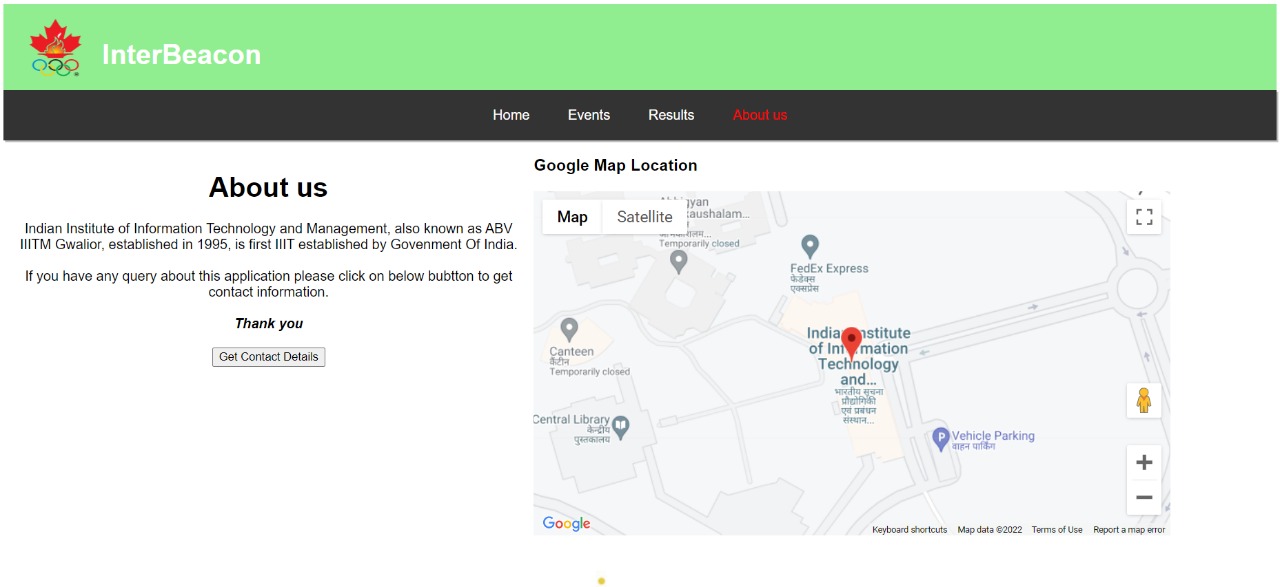 InterBeacon
Home Events Results About us
About us
Indian Institute of Information Technology and Management, also known as ABV
IIITM Gwalior, established in 1995, is first IIIT established by Govenment Of India.
If you have any query about this application please click on below bubtton to get
contact information.
Thank you
Get Contact Details
Google Map Location
Map Satellite
kaushalam...
Temporarily closed
FedEx Express
फेडेक्स
एक्सप्रेस
Canteen
कैंटीन
Temporarily closed
Central Library
केन्द्रीय
पुस्तकालय
Institute
of
Technology
and...
भारतीय सूचना
प्रौद्योगिकी
एवं प्रबंधन
संस्थान...
Vehicle Parking
वाहन पार्किंग
Google
Keyboard shortcuts Map data ©2022 Terms of Use Report a map error